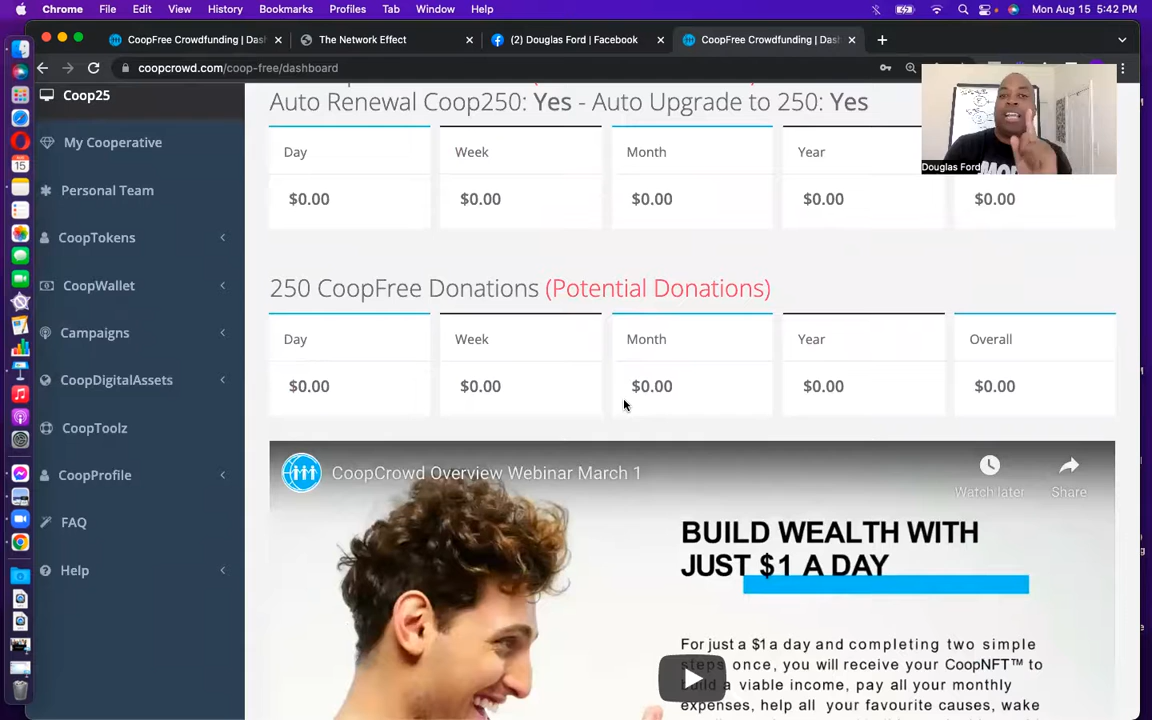 Chrome File Edit View History Bookmarks Profiles Tab Window Help Mon Aug 15 5:42 PM
CoopFree Crowdfunding | Das
The Network Effect
(2) Douglas Ford | Facebook
CoopFree Crowdfunding | Das
coopcrowd.com/coop-free/dashboard
Coop25
My Cooperative
Personal Team
CoopTokens
CoopWallet
Campaigns
CoopDigitalAssets
CoopToolz
CoopProfile
FAQ
Help
Auto Renewal Coop250: Yes - Auto Upgrade to 250: Yes
Day Week Month Year
$0.00 $0.00 $0.00 $0.00 $0.00
Douglas Ford
250 CoopFree Donations (Potential Donations)
Day Week Month Year Overall
$0.00 $0.00 $0.00 $0.00 $0.00
CoopCrowd Overview Webinar March 1
Watch later Share
BUILD WEALTH WITH
JUST $1 A DAY
For just a $1 a day and completing two simple
steps once, you will receive your CoopNFT™ to
build a viable income, pay all your monthly
expenses, help all your favourite causes, wake
15